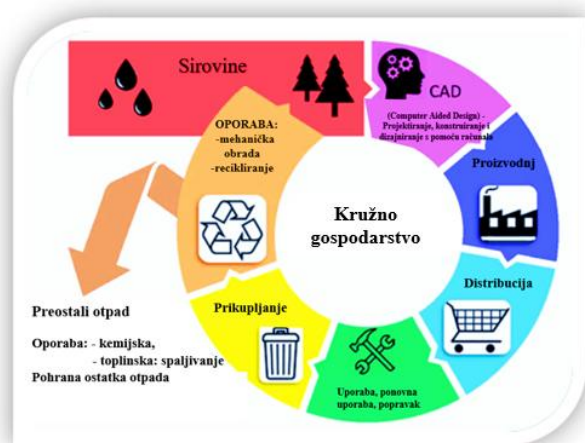 Sirovine
CAD
(Computer Aided Design) -
Projektiranje, konstruiranje i
dizajniranje s pomoću računala
Proizvodnj
Distribucija
Uporaba, ponovna
uporaba, popravak
Prikupljanje
OPORABA:
-mehanička
obrada
-recikliranje
Kružno
gospodarstvo
Preostali otpad
Oporaba: - kemijska,
- toplinska: spaljivanje
Pohrana ostatka otpada